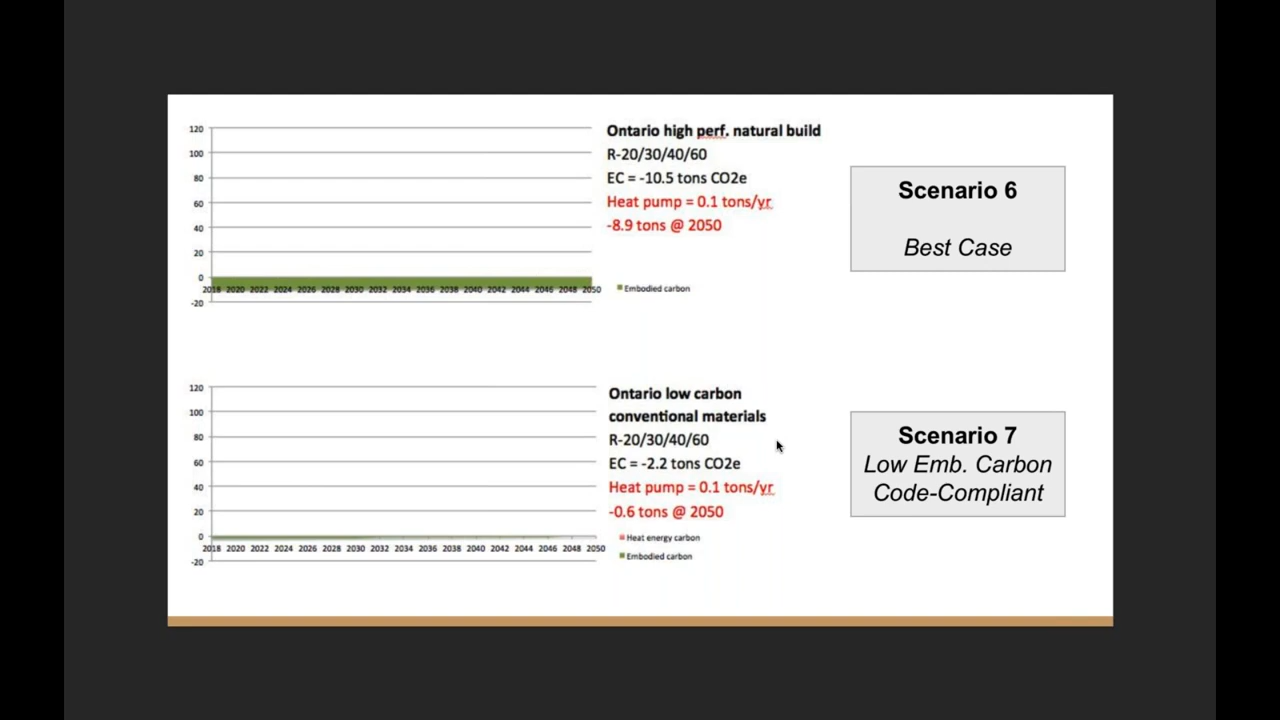 120
100
80
60
40
20
0
2018 2020 2022 2024 2026 2028 2030 2032 2034 2036 2038 2040 2042 2044 2046 2048 2050
-20
Ontario high perf. natural build
R-20/30/40/60
EC = -10.5 tons CO2e
Heat pump = 0.1 tons/yr
-8.9 tons @ 2050
Embodied carbon
Scenario 6
Best Case
120
100
80
60
40
20
0
2018 2020 2022 2024 2026 2028 2030 2032 2034 2036 2038 2040 2042 2044 2046 2048 2050
-20
Ontario low carbon
conventional materials
R-20/30/40/60
EC = -2.2 tons CO2e
Heat pump = 0.1 tons/yr
-0.6 tons @ 2050
Heat energy carbon
Embodied carbon
Scenario 7
Low Emb. Carbon
Code-Compliant